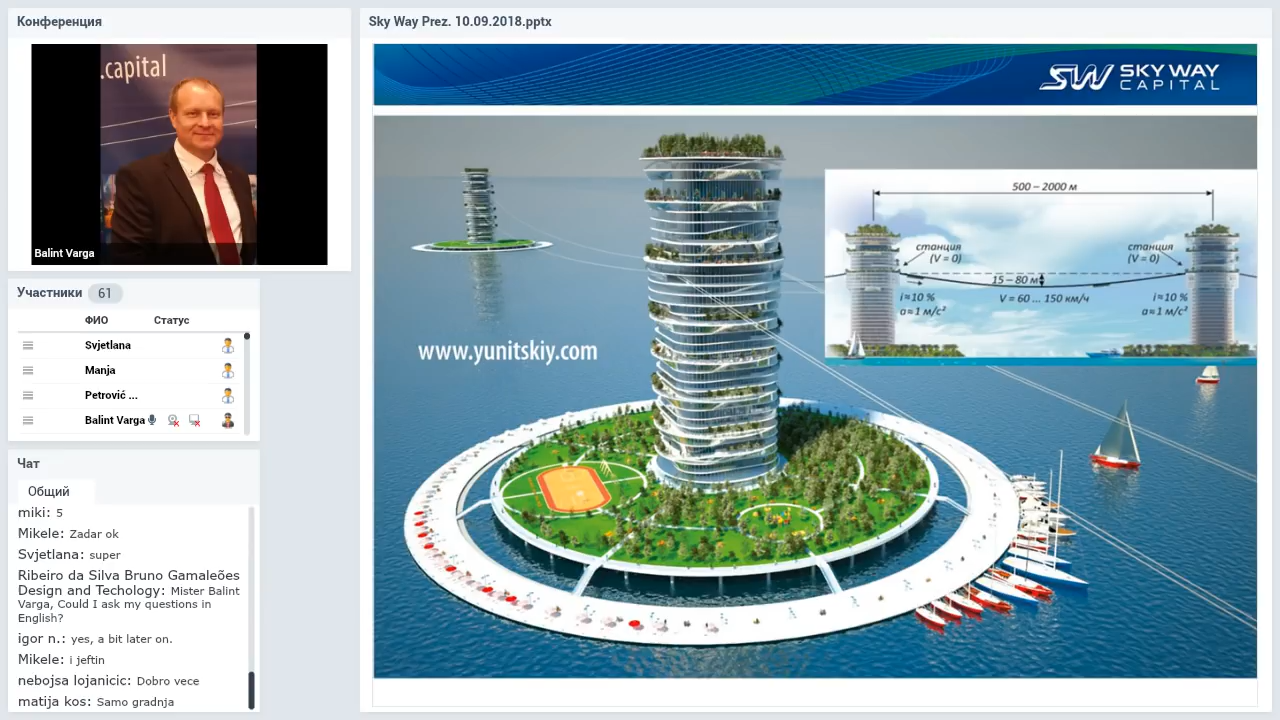 Конференция
.capital
Balint Varga
Участники 61
ФИО Статус
Svjetlana
Manja
Petrović ...
Balint Varga
Чат
Общий
miki: 5
Mikele: Zadar ok
Svjetlana: super
Ribeiro da Silva Bruno Gamaleões
Design and Techology: Mister Balint
Varga, Could I ask my questions in
English?
igor n.: yes, a bit later on.
Mikele: i jeftin
nebojsa lojanicic: Dobro vece
matija kos: Samo gradnja
Sky Way Prez. 10.09.2018.pptx
SW SKY WAY
CAPITAL
www.yunitskiy.com
500 – 2000 м
станция
(V = 0)
станция
(V = 0)
15 – 80 м
i≈10 %
a≈1 м/с²
V = 60 ... 150 км/ч
i≈10 %
a≈1 м/с²